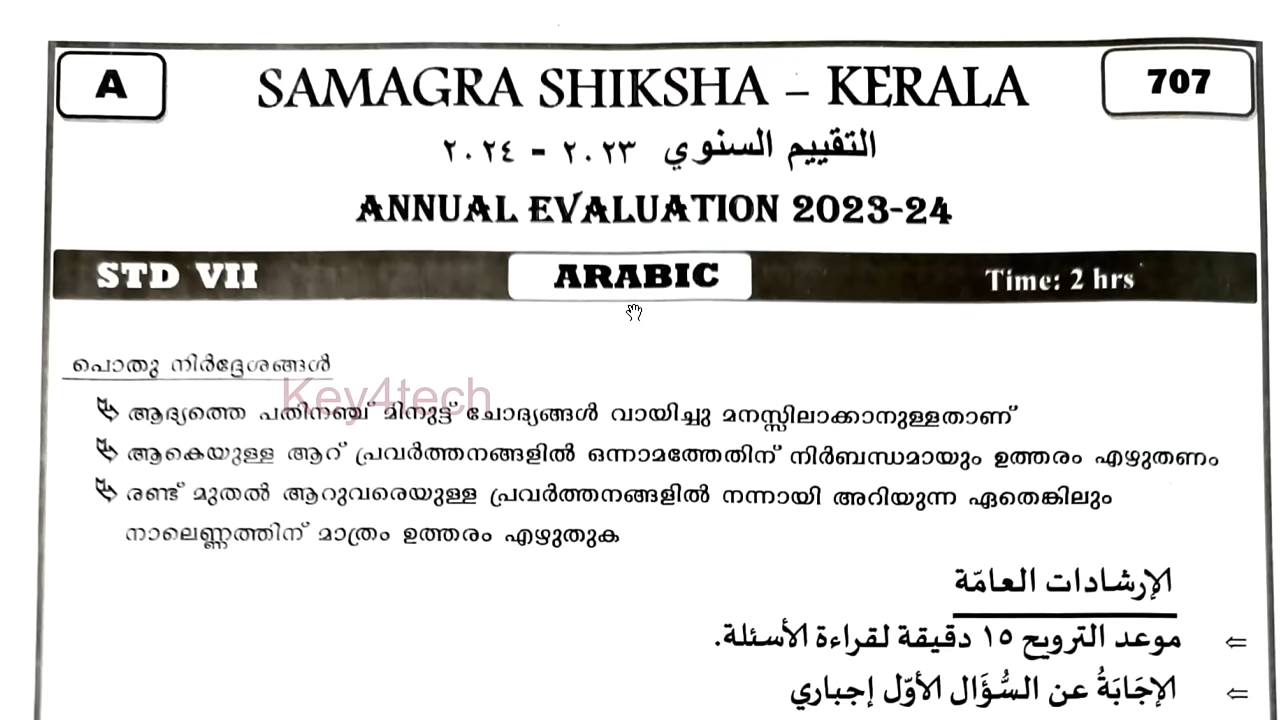 A
SAMAGRA SHIKSHA – KERALA
707
التقييم السنوي ٢٠٢٣ - ٢٠٢٤
ANNUAL EVALUATION 2023-24
STD VII
ARABIC
Time: 2 hrs
പൊതു നിർദ്ദേശങ്ങൾ
Key4tech
ആദ്യത്തെ പതിനഞ്ച് മിനുട്ട് ചോദ്യങ്ങൾ വായിച്ചു മനസ്സിലാക്കാനുള്ളതാണ്
ആകെയുള്ള ആറ് പ്രവർത്തനങ്ങളിൽ ഒന്നാമത്തേതിന് നിർബന്ധമായും ഉത്തരം എഴുതണം
രണ്ട് മുതൽ ആറുവരെയുള്ള പ്രവർത്തനങ്ങളിൽ നന്നായി അറിയുന്ന ഏതെങ്കിലും
നാലെണ്ണത്തിന് മാത്രം ഉത്തരം എഴുതുക
الإرشادات العامّة
⇐ موعد الترويح ١٥ دقيقة لقراءة الأسئلة.
⇐ الإجَابَةُ عن السُّؤَال الأوّل إجباري